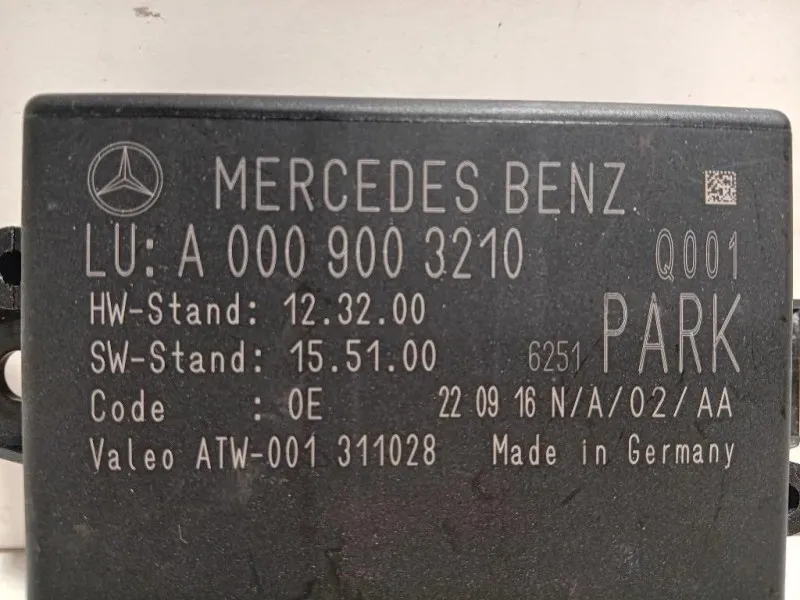 MERCEDES BENZ
LU: A 000 900 3210 Q001
HW-Stand: 12.32.00
SW-Stand: 15.51.00 6251 PARK
Code : 0E 22 09 16 N/A/02/AA
Valeo ATW-001 311028 Made in Germany